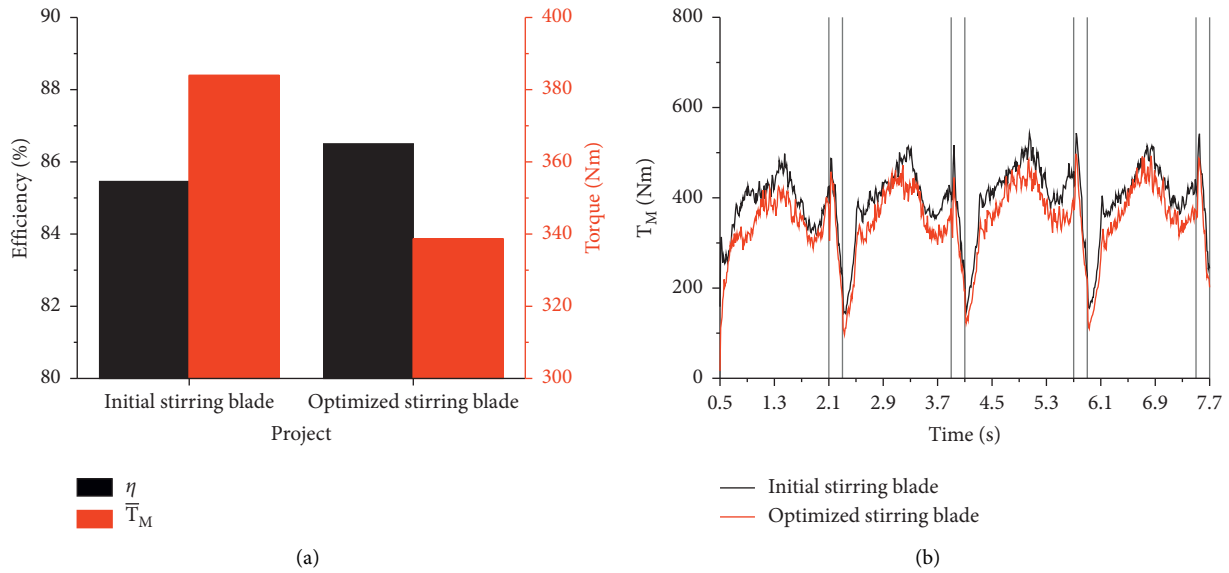 90
88
86
84
82
80
Efficiency (%)
400
380
360
340
320
300
Torque (Nm)
Initial stirring blade
Optimized stirring blade
Project
η
T̅_M
(a)
800
600
400
200
0
T_M (Nm)
0.5 1.3 2.1 2.9 3.7 4.5 5.3 6.1 6.9 7.7
Time (s)
Initial stirring blade
Optimized stirring blade
(b)